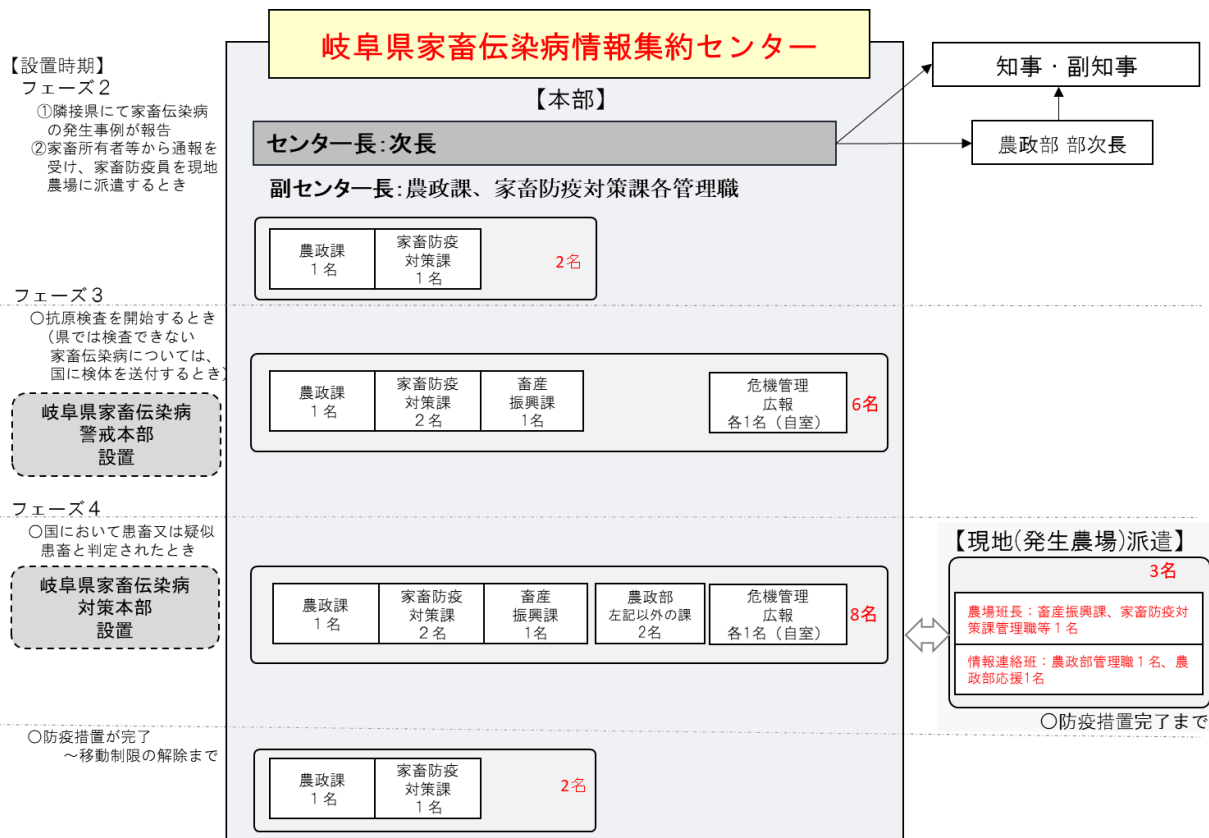 岐阜県家畜伝染病情報集約センター
【設置時期】
フェーズ２
①隣接県にて家畜伝染病
の発生事例が報告
②家畜所有者等から通報を
受け、家畜防疫員を現地
農場に派遣するとき
【本部】
センター長：次長
副センター長：農政課、家畜防疫対策課各管理職
知事・副知事
農政部 部次長
農政課
１名
家畜防疫
対策課
１名
2名
フェーズ３
〇抗原検査を開始するとき
（県では検査できない
家畜伝染病については、
国に検体を送付するとき）
岐阜県家畜伝染病
警戒本部
設置
農政課
１名
家畜防疫
対策課
２名
畜産
振興課
1名
危機管理
広報
各1名（自室）
6名
フェーズ４
〇国において患畜又は疑似
患畜と判定されたとき
岐阜県家畜伝染病
対策本部
設置
農政課
１名
家畜防疫
対策課
２名
畜産
振興課
1名
農政部
左記以外の課
2名
危機管理
広報
各1名（自室）
8名
【現地(発生農場)派遣】
3名
農場班長：畜産振興課、家畜防疫対
策課管理職等１名
情報連絡班：農政部管理職１名、農
政部応援1名
〇防疫措置完了まで
〇防疫措置が完了
～移動制限の解除まで
農政課
１名
家畜防疫
対策課
１名
2名